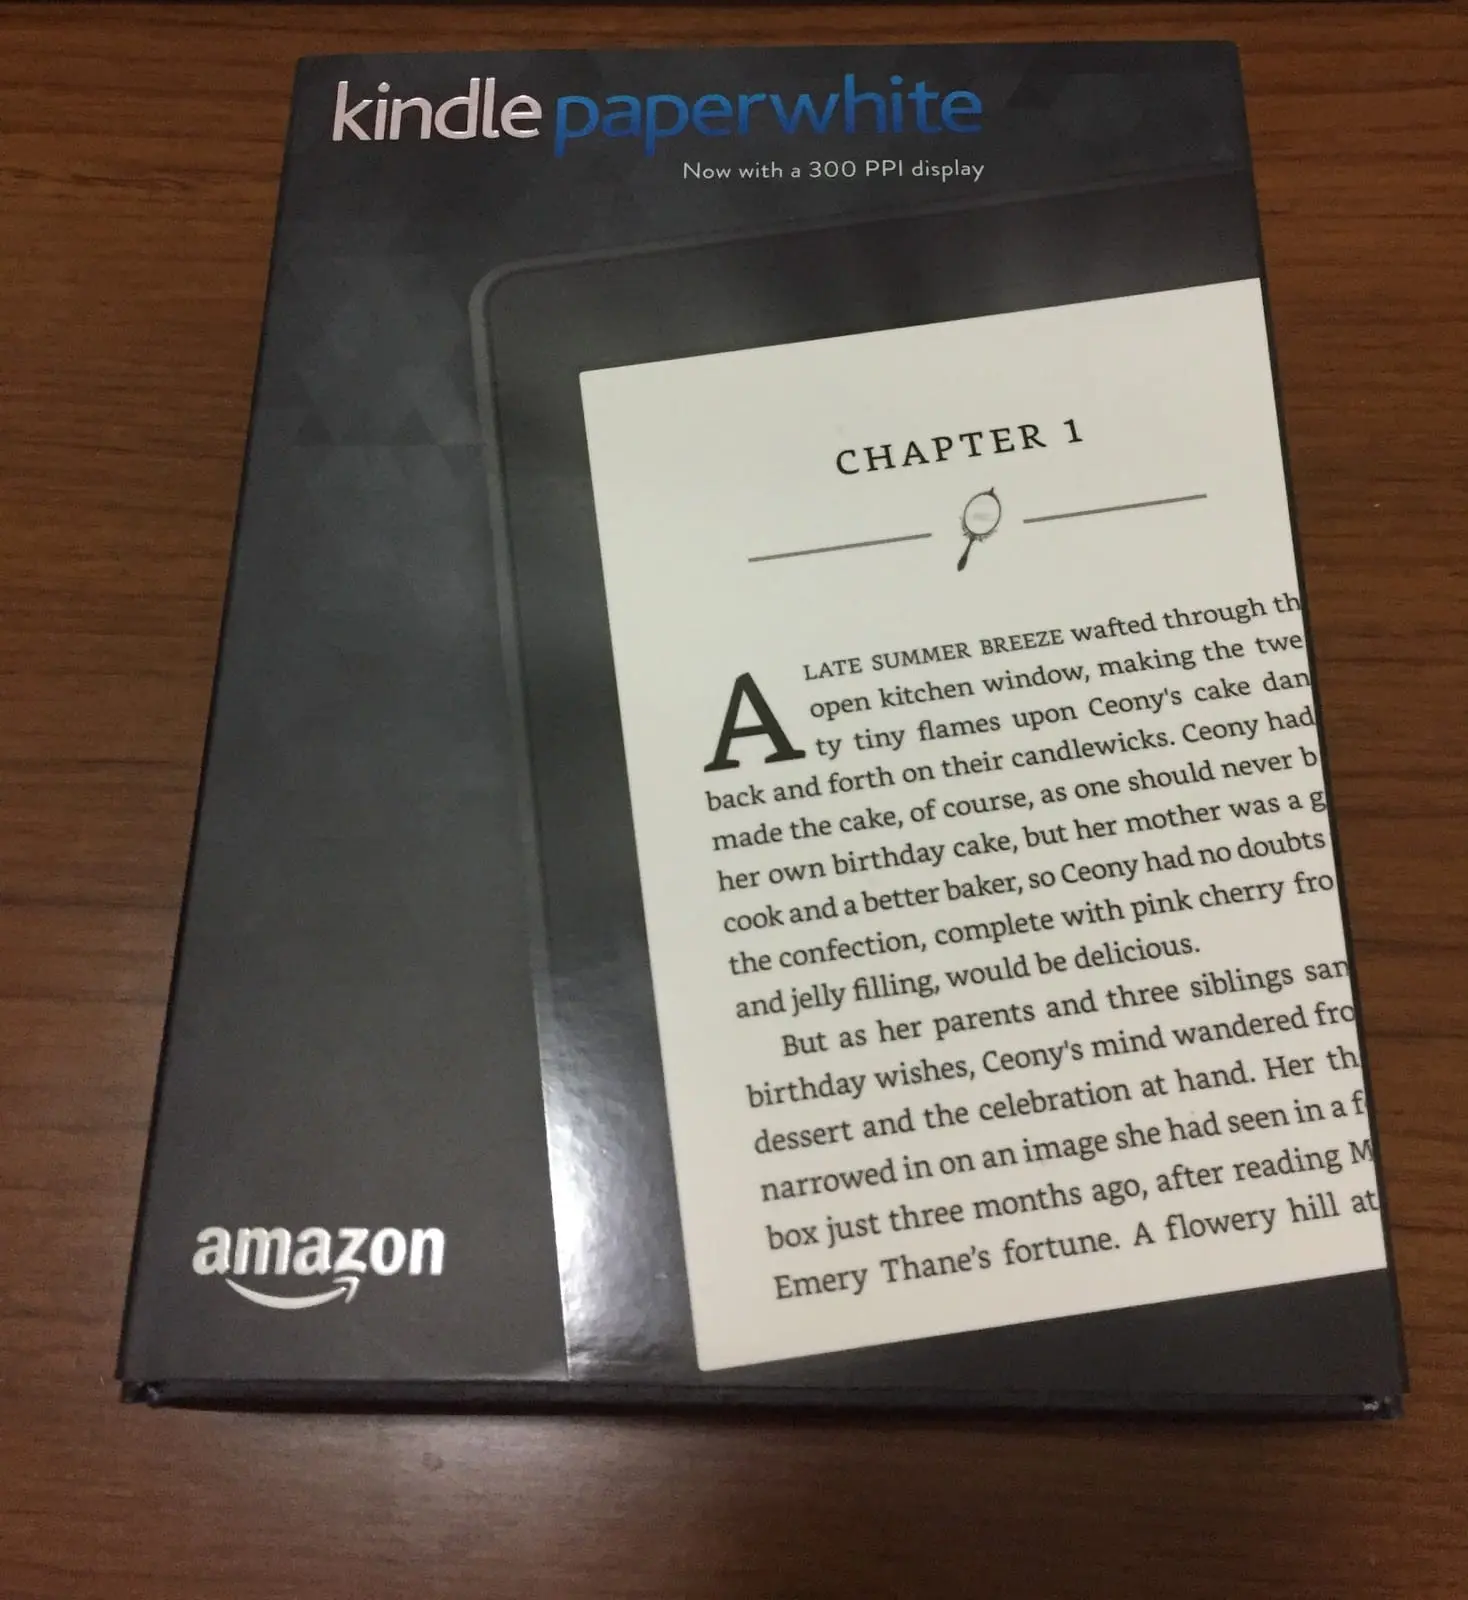 kindle paperwhite
Now with a 300 PPI display
CHAPTER 1
A LATE SUMMER BREEZE wafted through th
open kitchen window, making the twe
ty tiny flames upon Ceony's cake dan
back and forth on their candlewicks. Ceony had
made the cake, of course, as one should never b
her own birthday cake, but her mother was a g
cook and a better baker, so Ceony had no doubts
the confection, complete with pink cherry fro
and jelly filling, would be delicious.
But as her parents and three siblings san
birthday wishes, Ceony's mind wandered fro
dessert and the celebration at hand. Her th
narrowed in on an image she had seen in a f
box just three months ago, after reading M
Emery Thane's fortune. A flowery hill at
amazon